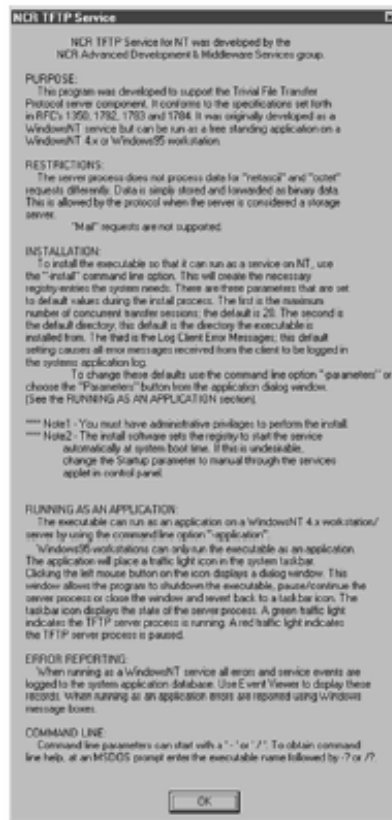 NCR TFTP Service
NCR TFTP Service for NT was developed by the
NCR Advanced Development & Middleware Services group.
PURPOSE:
This program was developed to support the Trivial File Transfer
Protocol server component. It conforms to the specifications set forth
in RFC's 1350, 1782, 1783 and 1784. It was originally developed as a
WindowsNT service but can be run as a free standing application on a
WindowsNT 4.x or Windows95 workstation.
RESTRICTIONS:
The server process does not process data for "netascii" and "octet"
requests differently. Data is simply stored and forwarded as binary data.
This is allowed by the protocol when the server is considered a storage
server.
"Mail" requests are not supported.
INSTALLATION:
To install the executable so that it can run as a service on NT, use
the "-install" command line option. This will create the necessary
registry entries the system needs. There are three parameters that are set
to default values during the install process. The first is the maximum
number of concurrent transfer sessions; the default is 20. The second is
the default directory; this default is the directory the executable is
installed from. The third is the Log Client Error Messages; this default
setting causes all error messages received from the client to be logged in
the systems application log.
To change these defaults use the command line option "-parameters" or
choose the "Parameters" button from the application dialog window.
(See the RUNNING AS AN APPLICATION section).
**** Note1 - You must have administrative privilages to perform the install.
**** Note2 - The install software sets the registry to start the service
automatically at system boot time. If this is undesireable,
change the Startup parameter to manual through the services
applet in control panel.
RUNNING AS AN APPLICATION:
The executable can run as an application on a WindowsNT 4.x workstation/
server by using the command line option "-application".
Windows95 workstations can only run the executable as an application.
The application will place a traffic light icon in the system taskbar.
Clicking the left mouse button on the icon displays a dialog window. This
window allows the program to shutdown the executable, pause/continue the
server process or close the window and revert back to a taskbar icon. The
taskbar icon displays the state of the server process. A green traffic light
indicates the TFTP server process is running. A red traffic light indicates
the TFTP server process is paused.
ERROR REPORTING:
When running as a WindowsNT service all errors and service events are
logged to the system application database. Use Event Viewer to display these
records. When running as an application errors are reported using Windows
message boxes.
COMMAND LINE:
Command line parameters can start with a '-' or '/'. To obtain command
line help, at an MSDOS prompt enter the executable name followed by -? or /?.
OK